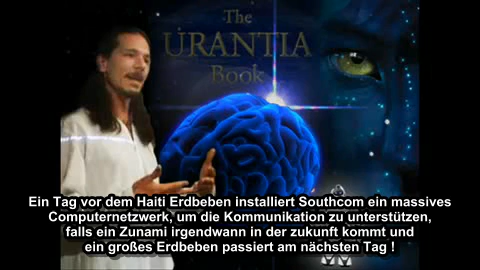 The
URANTIA
Book
Ein Tag vor dem Haiti Erdbeben installiert Southcom ein massives
Computernetzwerk, um die Kommunikation zu unterstützen,
falls ein Zunami irgendwann in der zukunft kommt und
ein großes Erdbeben passiert am nächsten Tag !